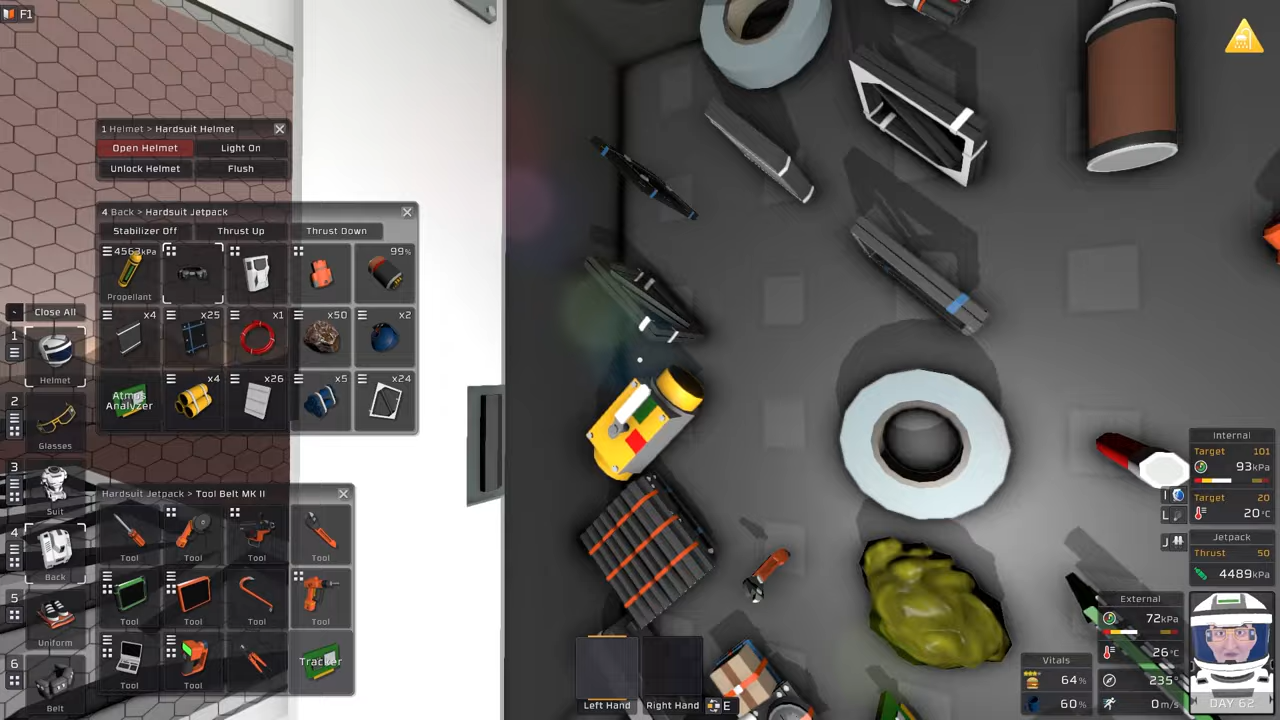 F1
1 Helmet > Hardsuit Helmet
Open Helmet
Light On
Unlock Helmet
Flush
4 Back > Hardsuit Jetpack
Stabilizer Off
Thrust Up
Thrust Down
4563kPa
Propellant
99%
x4
x25
x1
x50
x2
Atmos Analyzer
x4
x26
x5
x24
~
Close All
1
Helmet
2
Glasses
3
Suit
4
Back
5
Uniform
6
Belt
Hardsuit Jetpack > Tool Belt MK II
Tool
Tool
Tool
Tool
Tool
Tool
Tool
Tool
Tool
Tool
Tool
Tracker
Left Hand
Right Hand
E
Internal
Target 101
93kPa
Target 20
20°C
I
L
J
Jetpack
Thrust 50
4489kPa
External
72kPa
26°C
235°
0m/s
Vitals
64%
60%
DAY 62